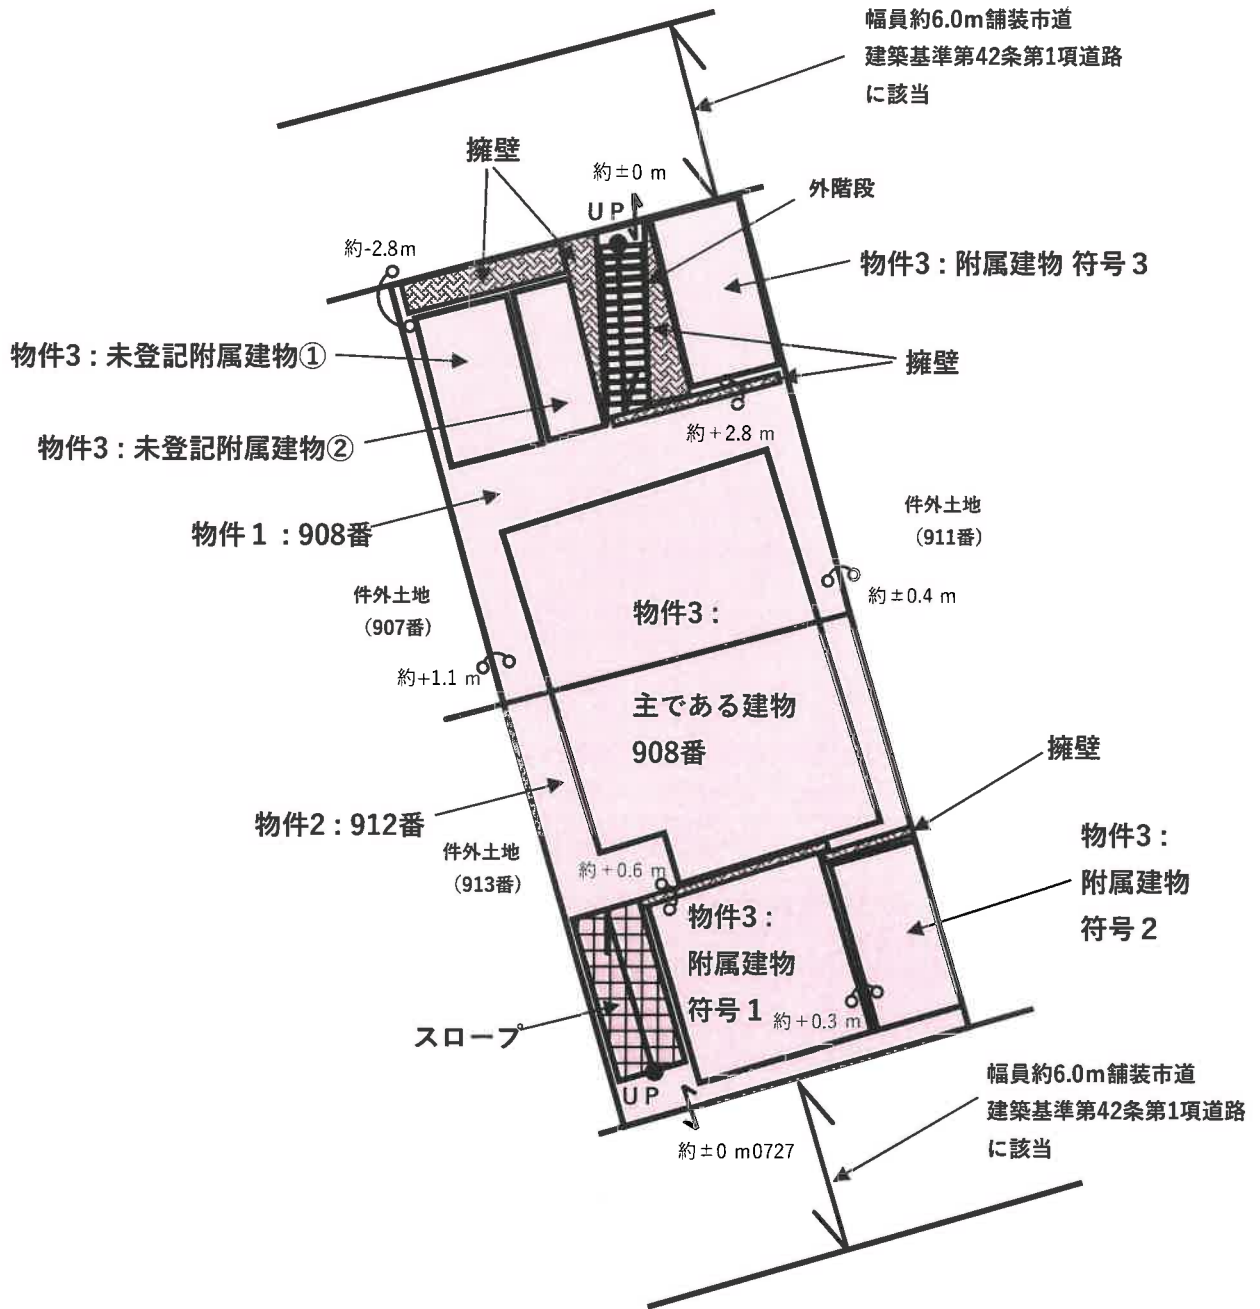 幅員約6.0m舗装市道
建築基準第42条第1項道路
に該当
擁壁
約±0 m
UP
外階段
約-2.8m
物件3：附属建物 符号３
物件3：未登記附属建物①
擁壁
物件3：未登記附属建物②
約＋2.8 m
物件１：908番
件外土地
（911番）
件外土地
（907番）
約±0.4 m
物件3：
約+1.1 m
主である建物
908番
擁壁
物件2：912番
件外土地
（913番）
約＋0.6 m
物件3：
附属建物
符号２
物件3：
附属建物
符号１
約＋0.3 m
スロープ
UP
約±0 m0727
幅員約6.0m舗装市道
建築基準第42条第1項道路
に該当